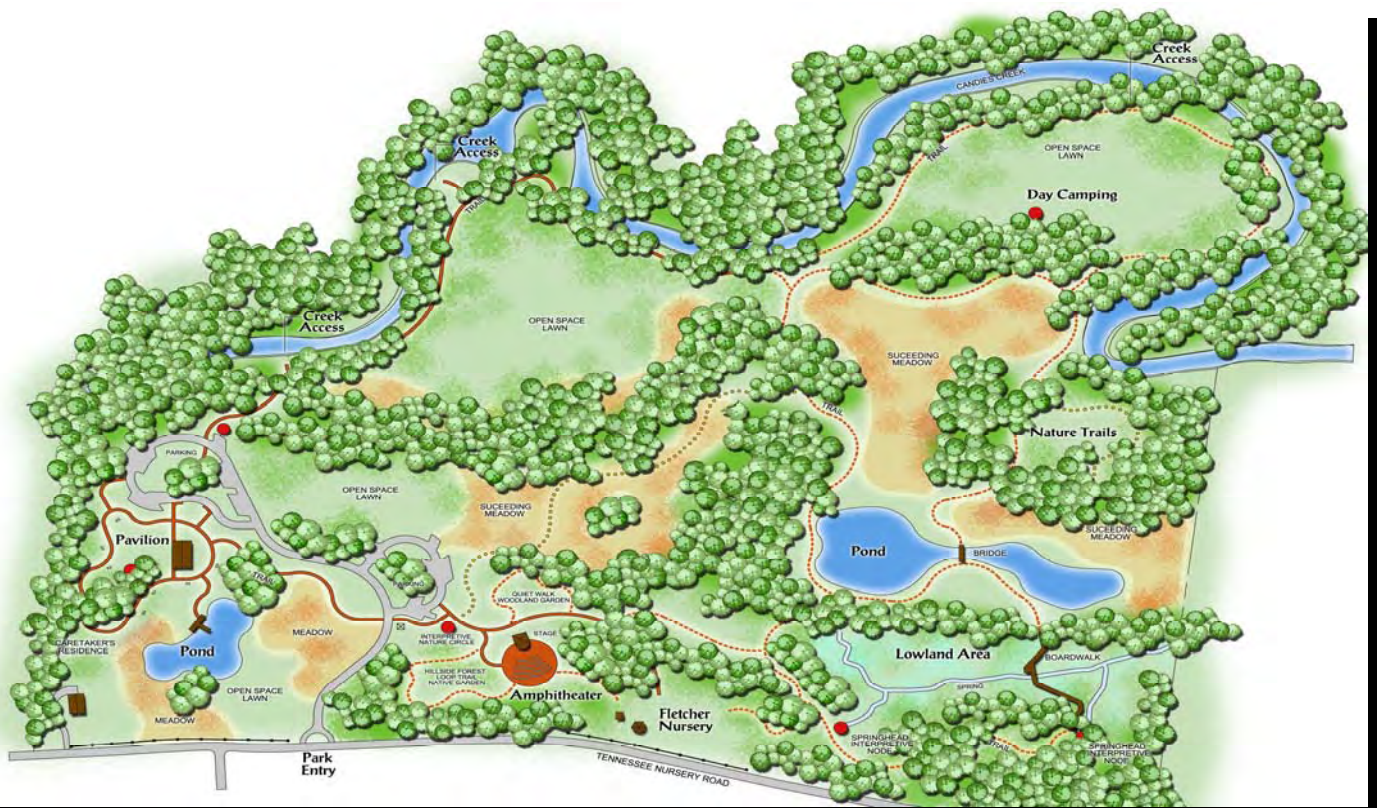 Creek
Access
CANDIES CREEK
Creek
Access
TRAIL
OPEN SPACE
LAWN
Day Camping
TRAIL
Creek
Access
OPEN SPACE
LAWN
SUCEEDING
MEADOW
TRAIL
Nature Trails
PARKING
OPEN SPACE
LAWN
SUCEEDING
MEADOW
SUCEEDING
MEADOW
Pavilion
Pond
BRIDGE
TRAIL
PARKING
QUIET WALK
WOODLAND GARDEN
CARETAKER'S
RESIDENCE
MEADOW
INTERPRETIVE
NATURE CIRCLE
STAGE
Pond
Lowland Area
BOARDWALK
HILLSIDE FOREST
LOOP TRAIL
NATIVE GARDEN
OPEN SPACE
LAWN
Amphitheater
SPRING
MEADOW
Fletcher
Nursery
SPRINGHEAD
INTERPRETIVE
NODE
TRAIL
SPRINGHEAD
INTERPRETIVE
NODE
Park
Entry
TENNESSEE NURSERY ROAD